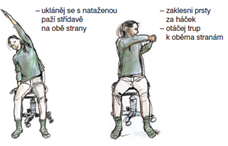 – ukláněj se s nataženou
paží střídavě
na obě strany
– zaklesni prsty
za háček
– otáčej trup
k oběma stranám